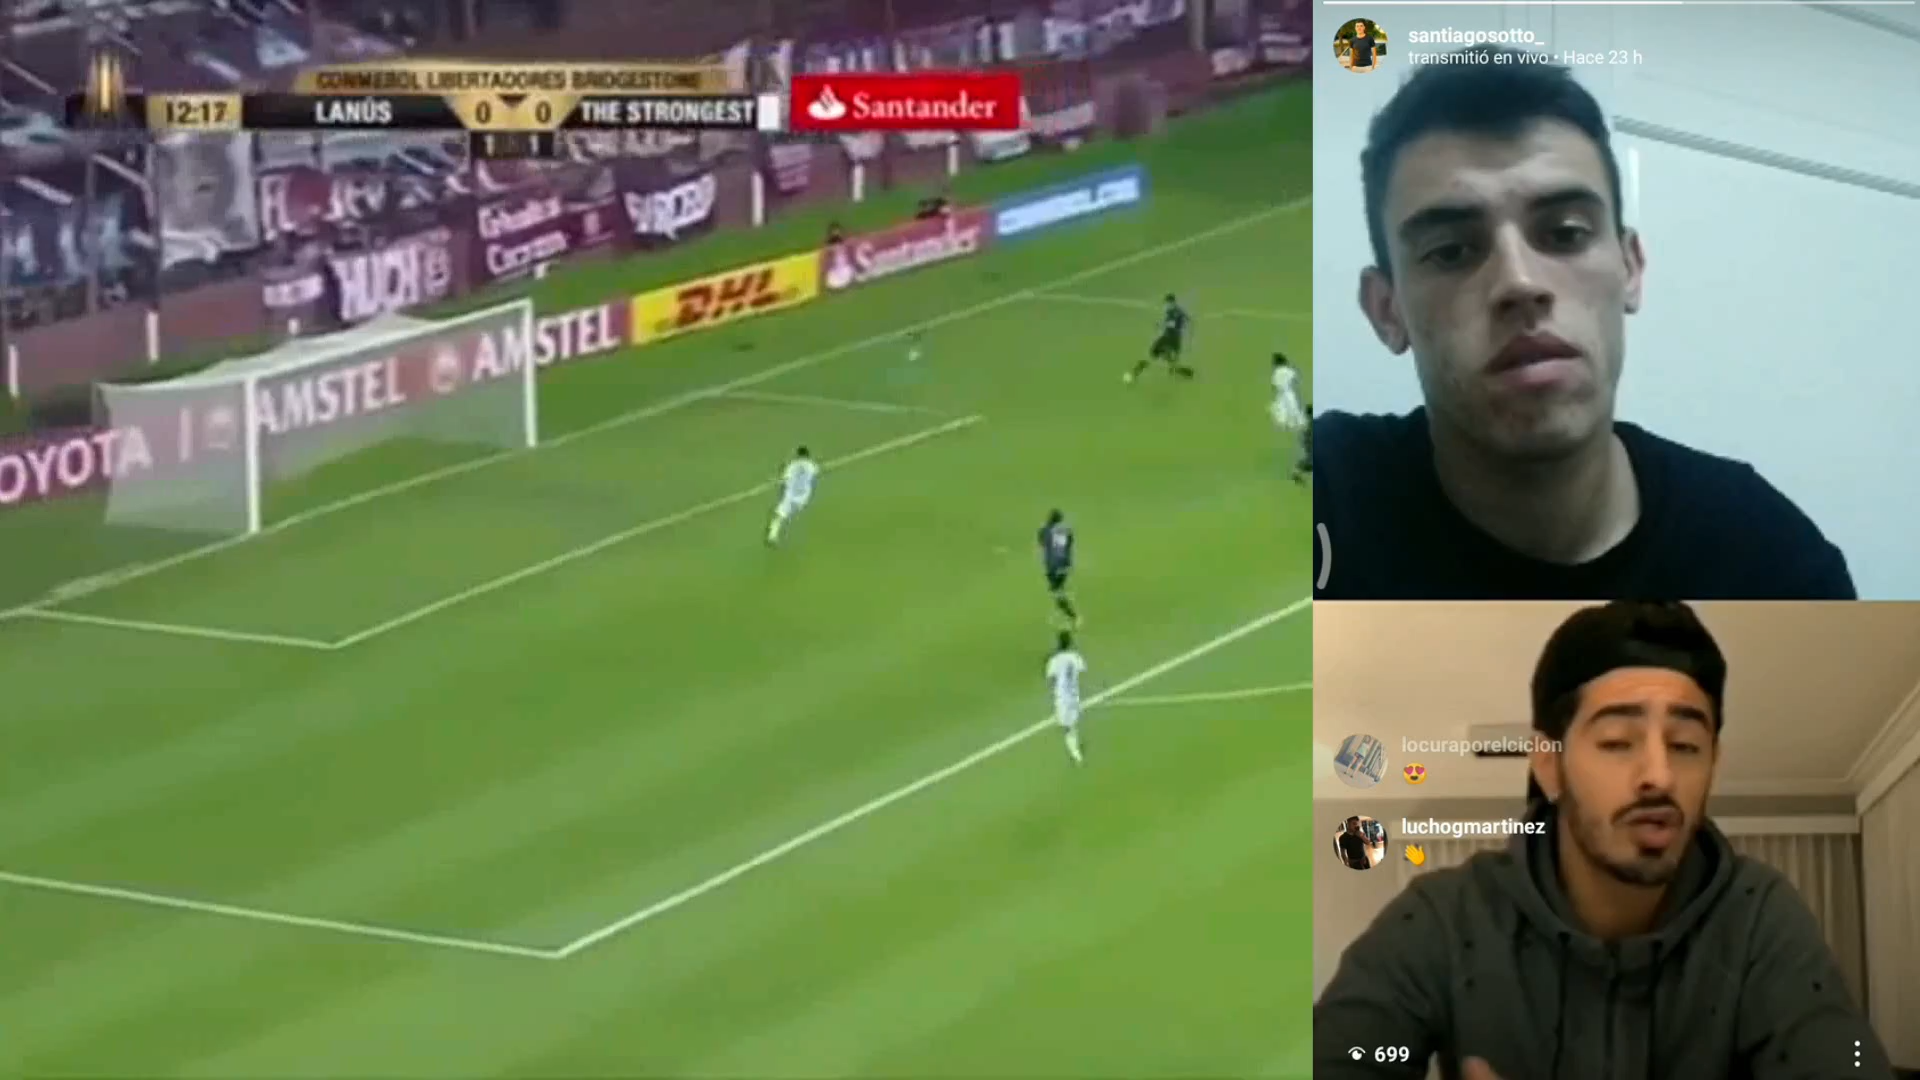 CONMEBOL LIBERTADORES BRIDGESTONE
12:17 LANÚS 0 0 THE STRONGEST
1 1
Santander
HUCH
DHL
Santander
AMSTEL
AMSTEL
OYOTA
santiagosotto_
transmitió en vivo • Hace 23 h
locuraporelciclon
😍
luchogmartinez
👏
699